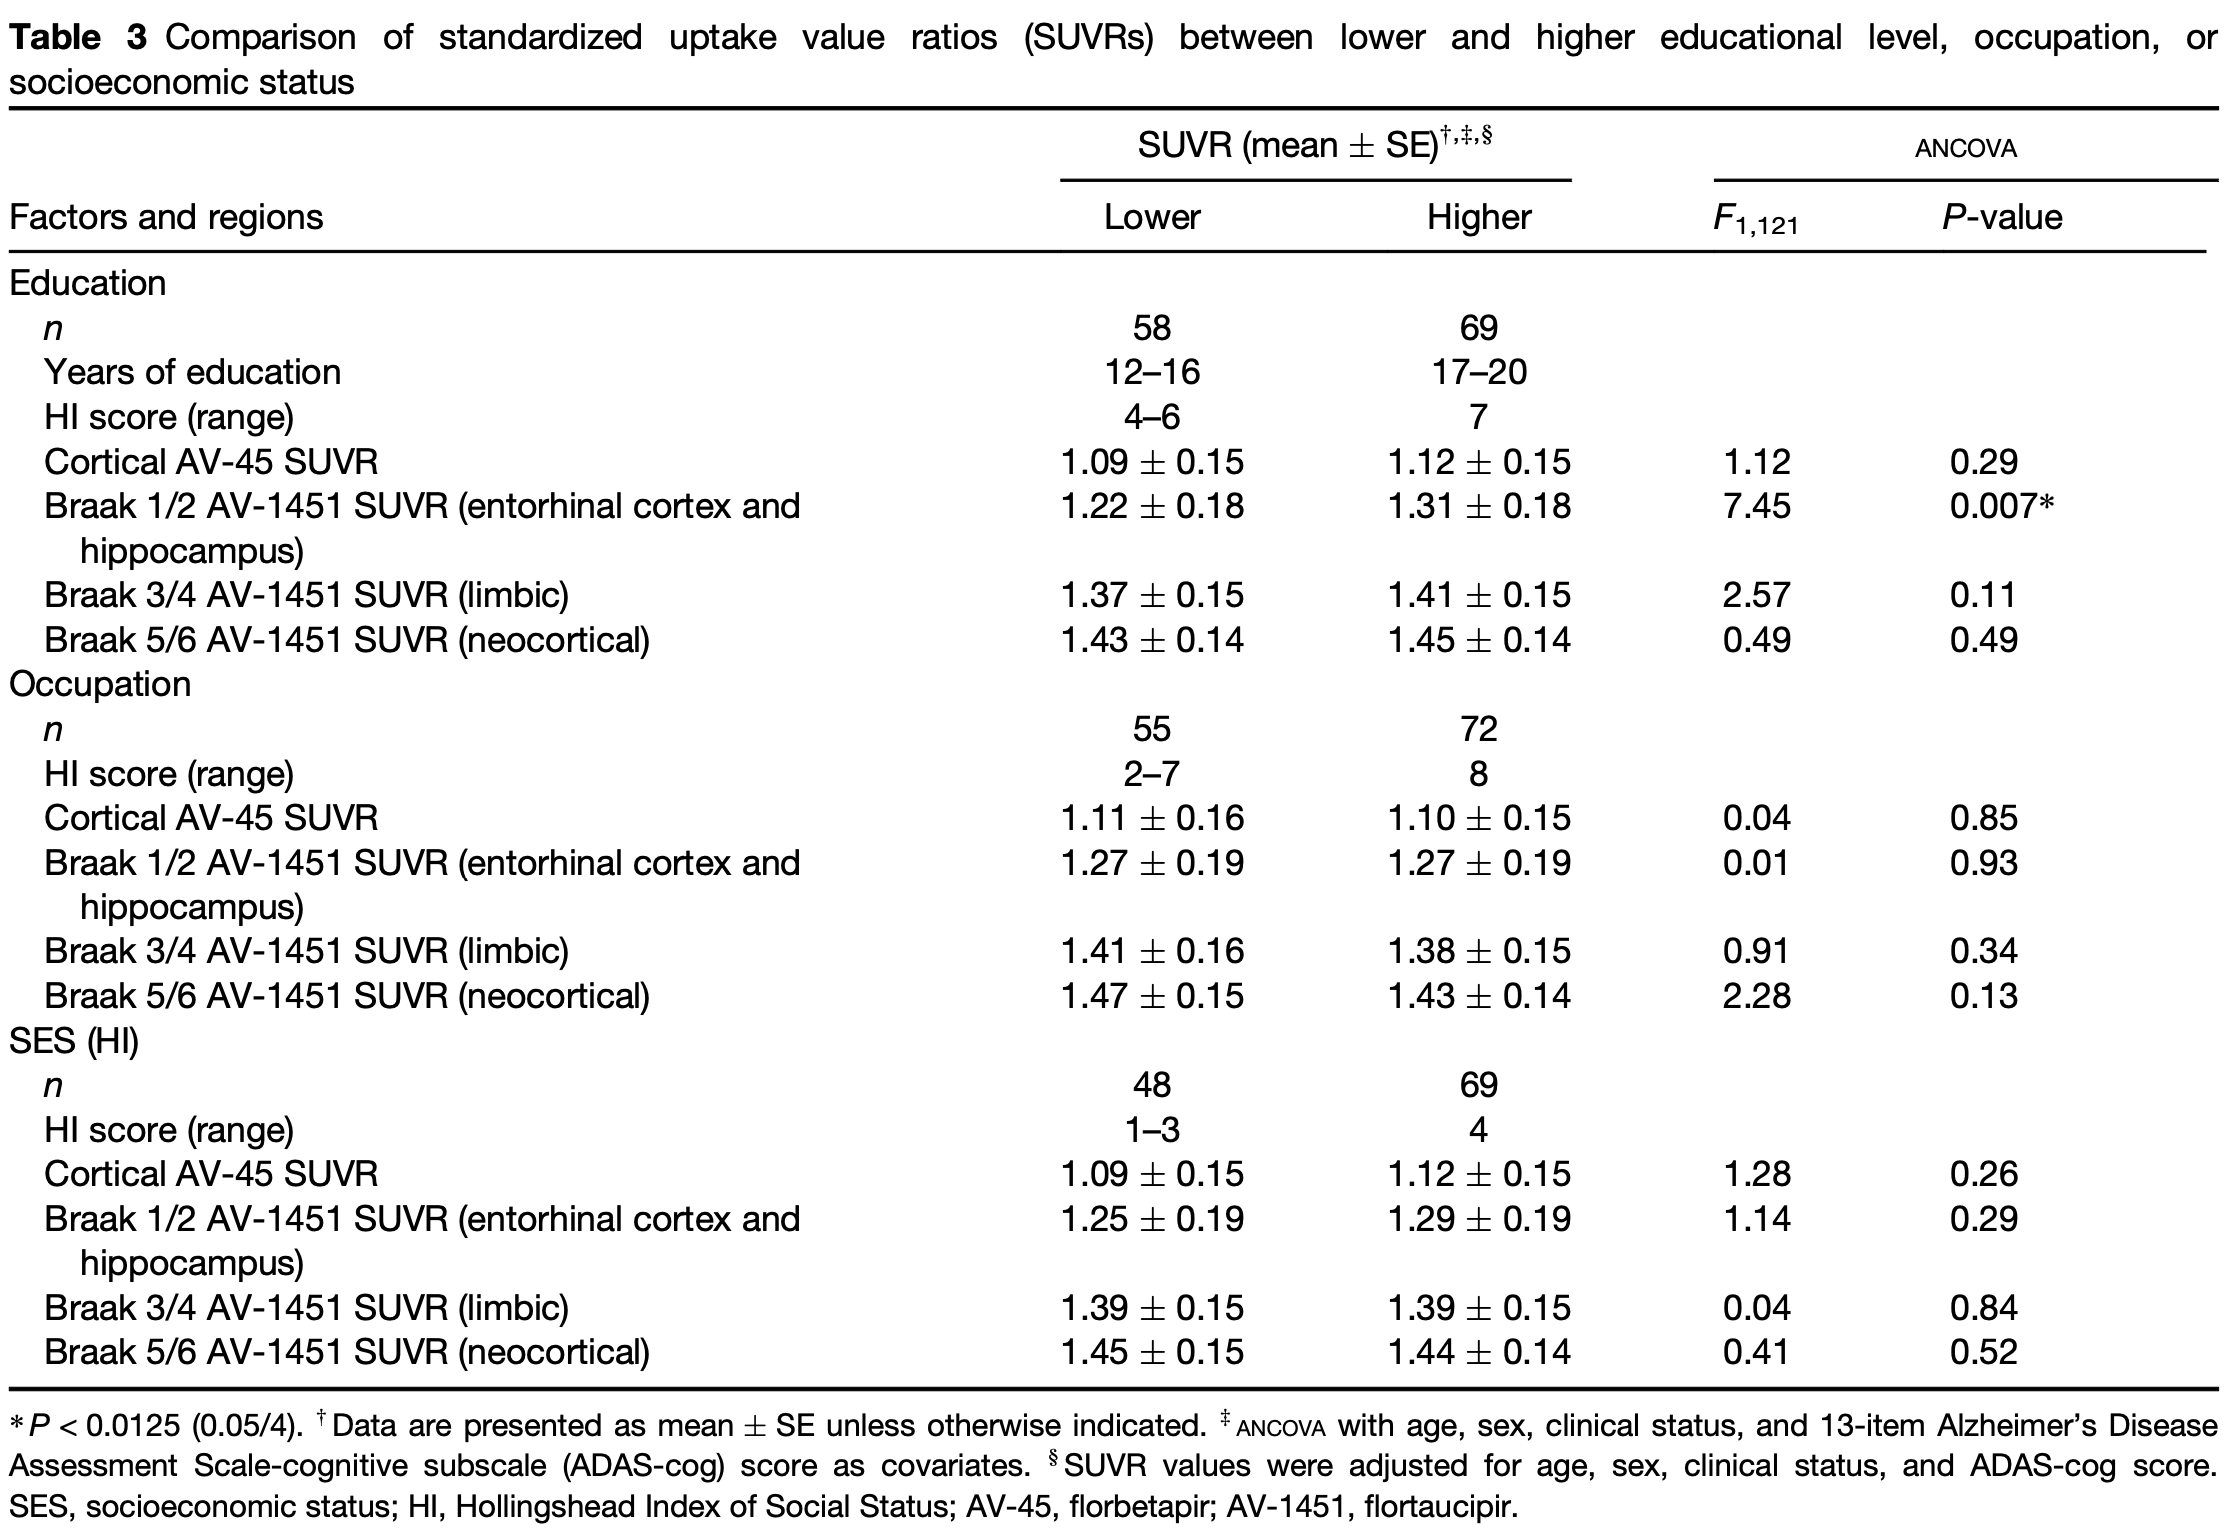 Table 3 Comparison of standardized uptake value ratios (SUVRs) between lower and higher educational level, occupation, or
socioeconomic status
SUVR (mean ± SE)†,‡,§ ANCOVA
Factors and regions Lower Higher F1,121 P-value
Education
n 58 69
Years of education 12–16 17–20
HI score (range) 4–6 7
Cortical AV-45 SUVR 1.09 ± 0.15 1.12 ± 0.15 1.12 0.29
Braak 1/2 AV-1451 SUVR (entorhinal cortex and 1.22 ± 0.18 1.31 ± 0.18 7.45 0.007*
hippocampus)
Braak 3/4 AV-1451 SUVR (limbic) 1.37 ± 0.15 1.41 ± 0.15 2.57 0.11
Braak 5/6 AV-1451 SUVR (neocortical) 1.43 ± 0.14 1.45 ± 0.14 0.49 0.49
Occupation
n 55 72
HI score (range) 2–7 8
Cortical AV-45 SUVR 1.11 ± 0.16 1.10 ± 0.15 0.04 0.85
Braak 1/2 AV-1451 SUVR (entorhinal cortex and 1.27 ± 0.19 1.27 ± 0.19 0.01 0.93
hippocampus)
Braak 3/4 AV-1451 SUVR (limbic) 1.41 ± 0.16 1.38 ± 0.15 0.91 0.34
Braak 5/6 AV-1451 SUVR (neocortical) 1.47 ± 0.15 1.43 ± 0.14 2.28 0.13
SES (HI)
n 48 69
HI score (range) 1–3 4
Cortical AV-45 SUVR 1.09 ± 0.15 1.12 ± 0.15 1.28 0.26
Braak 1/2 AV-1451 SUVR (entorhinal cortex and 1.25 ± 0.19 1.29 ± 0.19 1.14 0.29
hippocampus)
Braak 3/4 AV-1451 SUVR (limbic) 1.39 ± 0.15 1.39 ± 0.15 0.04 0.84
Braak 5/6 AV-1451 SUVR (neocortical) 1.45 ± 0.15 1.44 ± 0.14 0.41 0.52
*P < 0.0125 (0.05/4). †Data are presented as mean ± SE unless otherwise indicated. ‡ANCOVA with age, sex, clinical status, and 13-item Alzheimer’s Disease
Assessment Scale-cognitive subscale (ADAS-cog) score as covariates. §SUVR values were adjusted for age, sex, clinical status, and ADAS-cog score.
SES, socioeconomic status; HI, Hollingshead Index of Social Status; AV-45, florbetapir; AV-1451, flortaucipir.